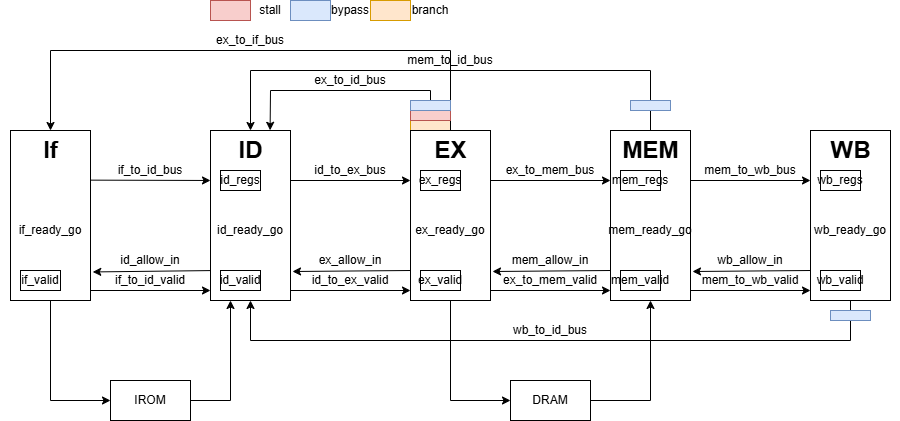 stall bypass branch
ex_to_if_bus
mem_to_id_bus
ex_to_id_bus
If ID EX MEM WB
if_to_id_bus id_to_ex_bus ex_to_mem_bus mem_to_wb_bus
id_regs ex_regs mem_regs wb_regs
if_ready_go id_ready_go ex_ready_go mem_ready_go wb_ready_go
id_allow_in ex_allow_in mem_allow_in wb_allow_in
if_valid if_to_id_valid id_valid id_to_ex_valid ex_valid ex_to_mem_valid mem_valid mem_to_wb_valid wb_valid
wb_to_id_bus
IROM DRAM